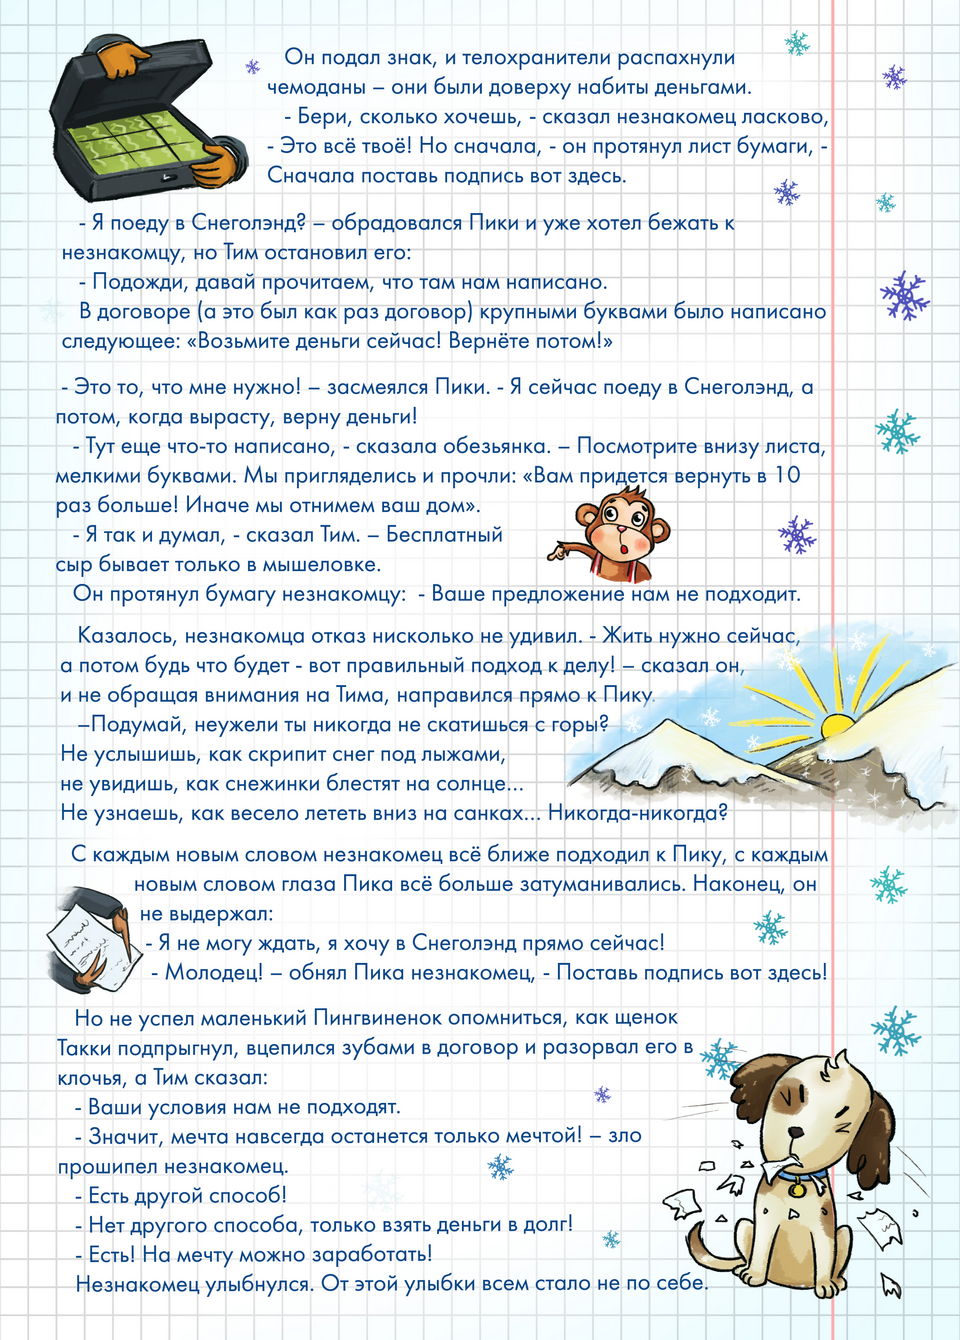 Он подал знак, и телохранители распахнули
чемоданы – они были доверху набиты деньгами.
- Бери, сколько хочешь, - сказал незнакомец ласково,
- Это всё твоё! Но сначала, - он протянул лист бумаги, -
Сначала поставь подпись вот здесь.
- Я поеду в Снеголэнд? – обрадовался Пики и уже хотел бежать к
незнакомцу, но Тим остановил его:
- Подожди, давай прочитаем, что там нам написано.
В договоре (а это был как раз договор) крупными буквами было написано
следующее: «Возьмите деньги сейчас! Вернёте потом!»
- Это то, что мне нужно! – засмеялся Пики. - Я сейчас поеду в Снеголэнд, а
потом, когда вырасту, верну деньги!
- Тут еще что-то написано, - сказала обезьянка. – Посмотрите внизу листа,
мелкими буквами. Мы пригляделись и прочли: «Вам придется вернуть в 10
раз больше! Иначе мы отнимем ваш дом».
- Я так и думал, - сказал Тим. – Бесплатный
сыр бывает только в мышеловке.
Он протянул бумагу незнакомцу:  - Ваше предложение нам не подходит.
Казалось, незнакомца отказ нисколько не удивил. - Жить нужно сейчас,
а потом будь что будет - вот правильный подход к делу! – сказал он,
и не обращая внимания на Тима, направился прямо к Пику.
–Подумай, неужели ты никогда не скатишься с горы?
Не услышишь, как скрипит снег под лыжами,
не увидишь, как снежинки блестят на солнце...
Не узнаешь, как весело лететь вниз на санках... Никогда-никогда?
С каждым новым словом незнакомец всё ближе подходил к Пику, с каждым
новым словом глаза Пика всё больше затуманивались. Наконец, он
не выдержал:
- Я не могу ждать, я хочу в Снеголэнд прямо сейчас!
- Молодец! – обнял Пика незнакомец, - Поставь подпись вот здесь!
Но не успел маленький Пингвиненок опомниться, как щенок
Такки подпрыгнул, вцепился зубами в договор и разорвал его в
клочья, а Тим сказал:
- Ваши условия нам не подходят.
- Значит, мечта навсегда останется только мечтой! – зло
прошипел незнакомец.
- Есть другой способ!
- Нет другого способа, только взять деньги в долг!
- Есть! На мечту можно заработать!
Незнакомец улыбнулся. От этой улыбки всем стало не по себе.